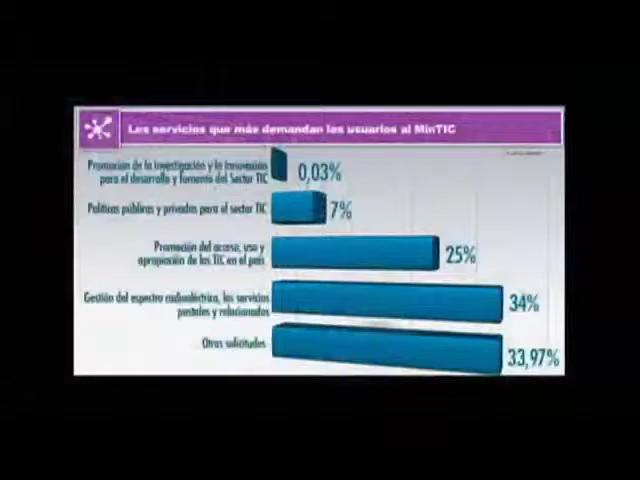 Los servicios que más demandan los usuarios al MinTIC
Promoción de la investigación y la innovación
para el desarrollo y fomento del Sector TIC
0,03%
Políticas públicas y privadas para el sector TIC
7%
Promoción del acceso, uso y
apropiación de las TIC en el país
25%
Gestión del espectro radioeléctrico, los servicios
postales y relacionados
34%
Otras solicitudes
33,97%